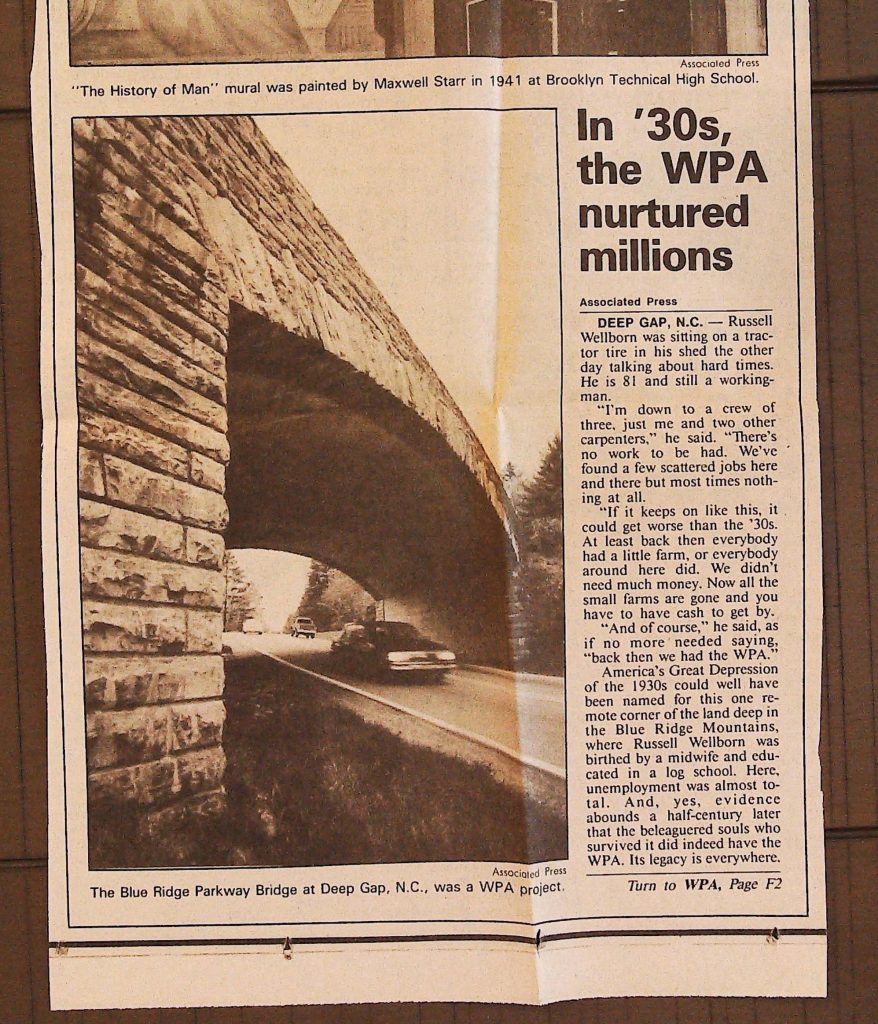 Associated Press
"The History of Man" mural was painted by Maxwell Starr in 1941 at Brooklyn Technical High School.
In '30s,
the WPA
nurtured
millions
Associated Press
DEEP GAP, N.C. — Russell
Wellborn was sitting on a trac-
tor tire in his shed the other
day talking about hard times.
He is 81 and still a working-
man.
"I'm down to a crew of
three, just me and two other
carpenters," he said. "There's
no work to be had. We've
found a few scattered jobs here
and there but most times noth-
ing at all.
"If it keeps on like this, it
could get worse than the '30s.
At least back then everybody
had a little farm, or everybody
around here did. We didn't
need much money. Now all the
small farms are gone and you
have to have cash to get by.
"And of course," he said, as
if no more needed saying,
"back then we had the WPA."
America's Great Depression
of the 1930s could well have
been named for this one re-
mote corner of the land deep in
the Blue Ridge Mountains,
where Russell Wellborn was
birthed by a midwife and edu-
cated in a log school. Here,
unemployment was almost to-
tal. And, yes, evidence
abounds a half-century later
that the beleaguered souls who
survived it did indeed have the
WPA. Its legacy is everywhere.
Turn to WPA, Page F2
Associated Press
The Blue Ridge Parkway Bridge at Deep Gap, N.C., was a WPA project.